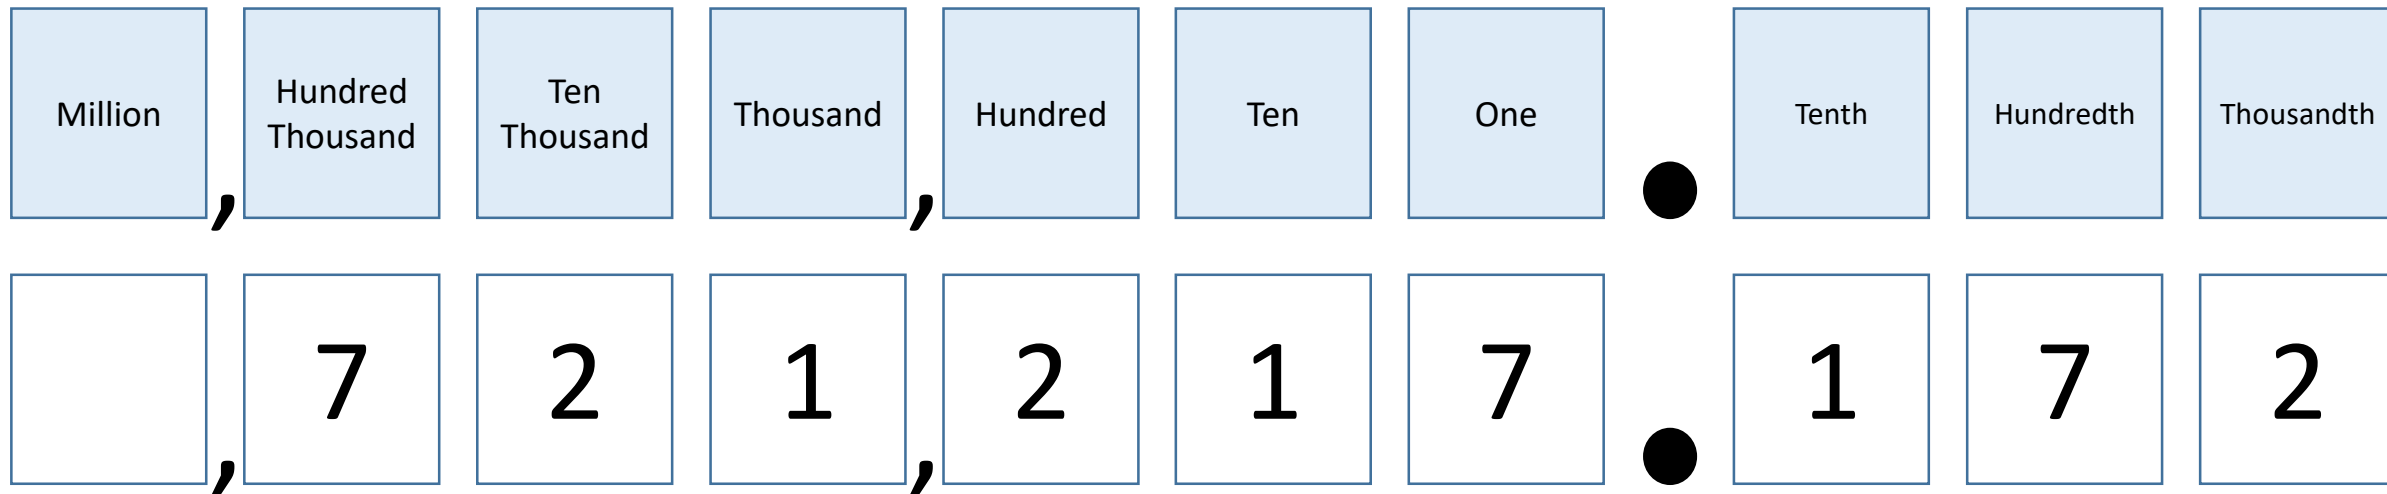 Million , Hundred Thousand Ten Thousand Thousand , Hundred Ten One . Tenth Hundredth Thousandth
, 7 2 1 , 2 1 7 . 1 7 2